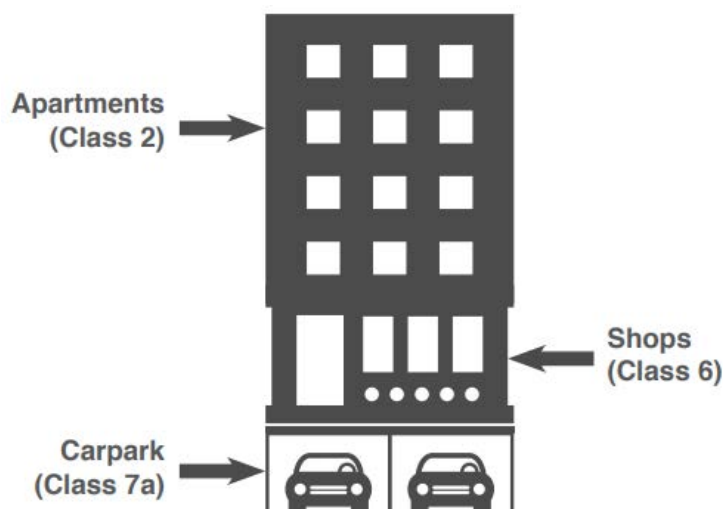 Apartments
(Class 2)
Shops
(Class 6)
Carpark
(Class 7a)